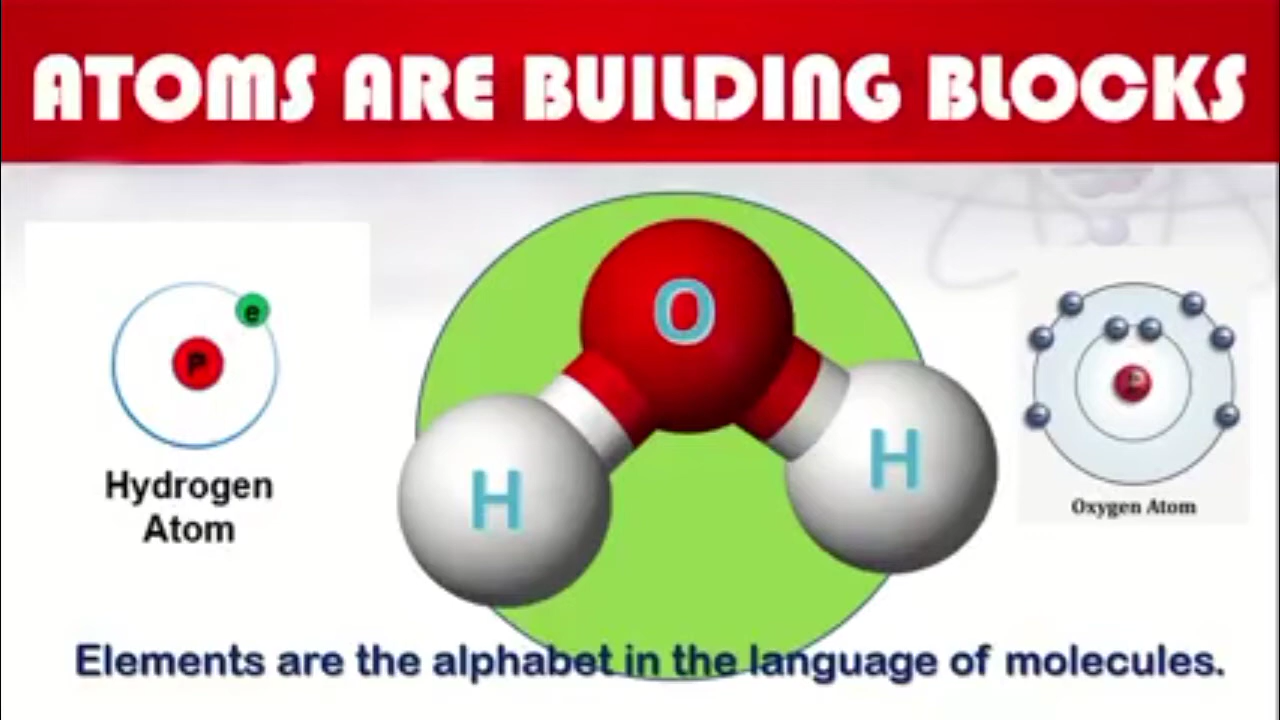 ATOMS ARE BUILDING BLOCKS
e
P
Hydrogen
Atom
O
H
H
P
Oxygen Atom
Elements are the alphabet in the language of molecules.